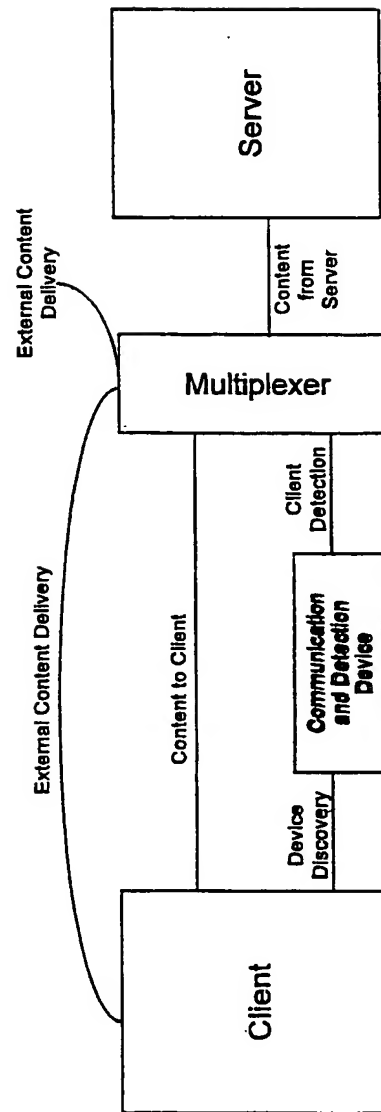 External Content
Delivery
External Content Delivery
Client
Content to Client
Device
Discovery
Communication
and Detection
Device
Client
Detection
Multiplexer
Content
from
Server
Server